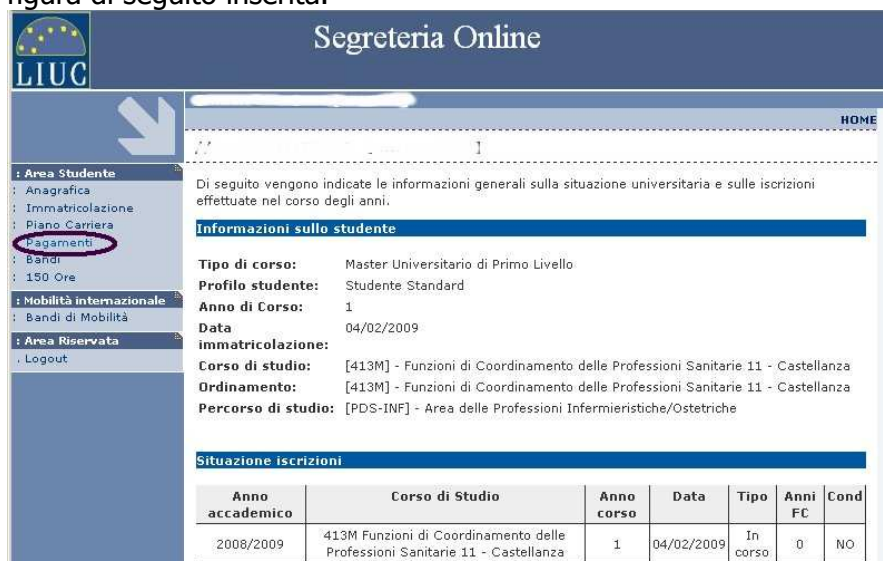 figura di seguito inserita.
LIUC
Segreteria Online
HOME
: Area Studente
: Anagrafica
: Immatricolazione
: Piano Carriera
: Pagamenti
: Bandi
: 150 Ore
: Mobilità internazionale
: Bandi di Mobilità
: Area Riservata
. Logout
Di seguito vengono indicate le informazioni generali sulla situazione universitaria e sulle iscrizioni
effettuate nel corso degli anni.
Informazioni sullo studente
Tipo di corso: Master Universitario di Primo Livello
Profilo studente: Studente Standard
Anno di Corso: 1
Data immatricolazione: 04/02/2009
Corso di studio: [413M] - Funzioni di Coordinamento delle Professioni Sanitarie 11 - Castellanza
Ordinamento: [413M] - Funzioni di Coordinamento delle Professioni Sanitarie 11 - Castellanza
Percorso di studio: [PDS-INF] - Area delle Professioni Infermieristiche/Ostetriche
Situazione iscrizioni
Anno accademico Corso di Studio Anno corso Data Tipo Anni FC Cond
2008/2009 413M Funzioni di Coordinamento delle Professioni Sanitarie 11 - Castellanza 1 04/02/2009 In corso 0 NO